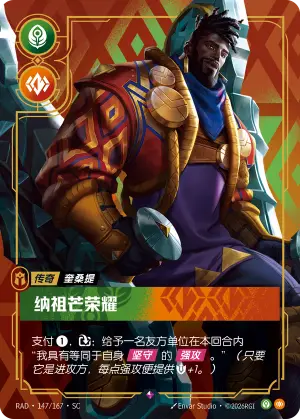 传奇 奎桑提
纳祖芒荣耀
支付1，：给予一名友方单位在本回合内
“我具有等同于自身 坚守 的 强攻 。”（只要
它是进攻方，每点强攻便提供+1。）
RAD • 147/167 • SC Envar Studio • ©2026RGI